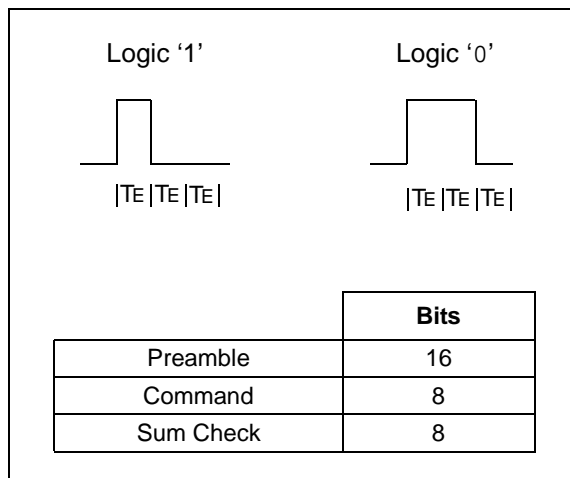 Logic ‘1’ Logic ‘0’
|TE|TE|TE| |TE|TE|TE|
Bits
Preamble 16
Command 8
Sum Check 8